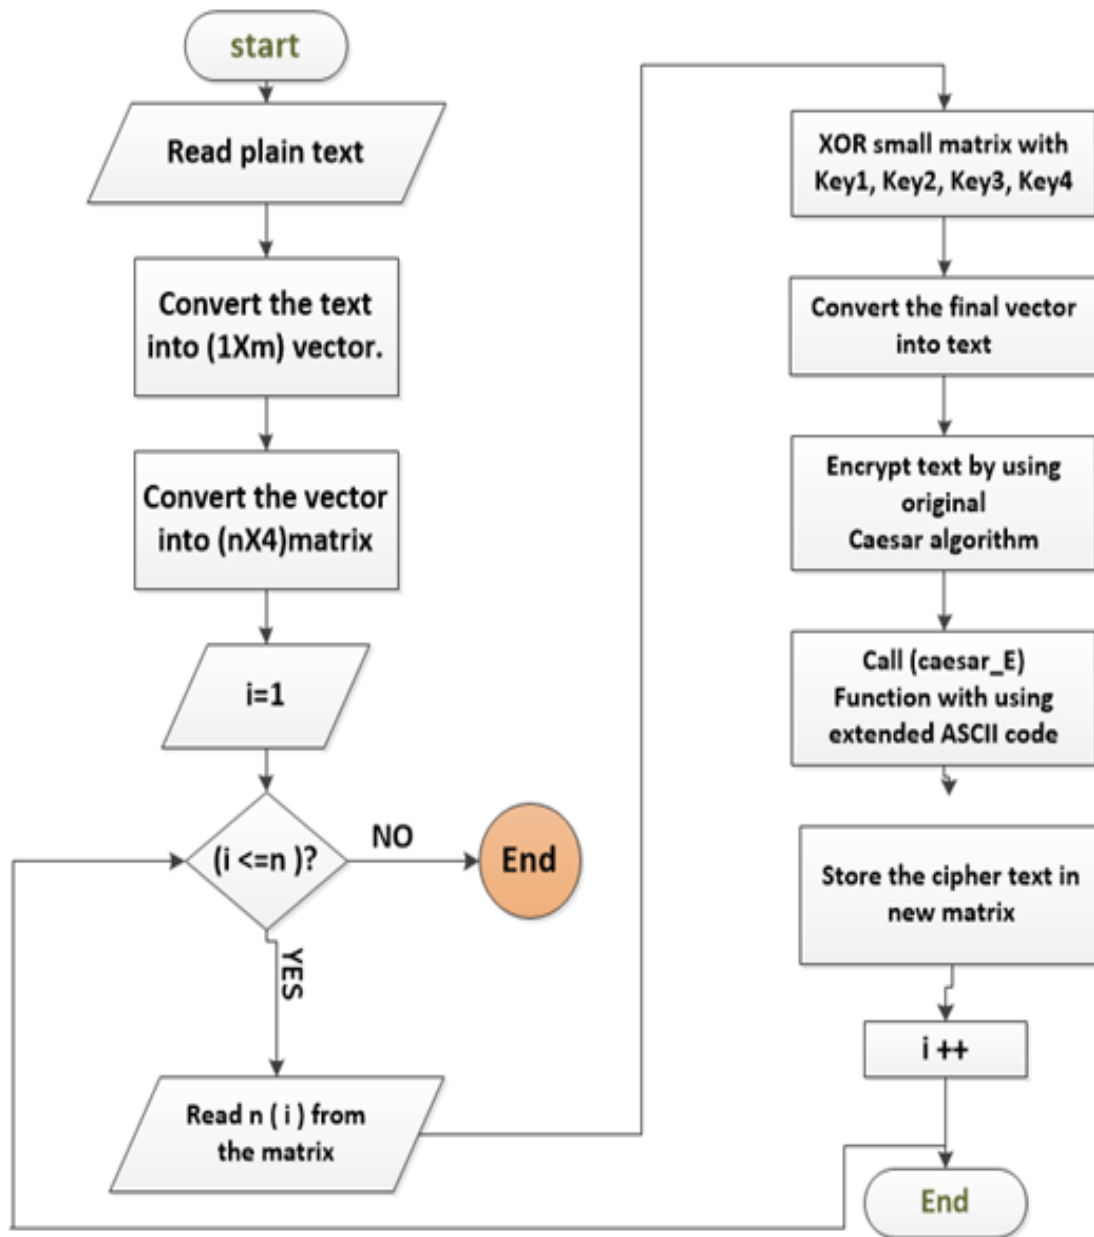 start
Read plain text
Convert the text
into (1Xm) vector.
Convert the vector
into (nX4)matrix
i=1
(i <=n )?
NO
End
YES
Read n ( i ) from
the matrix
XOR small matrix with
Key1, Key2, Key3, Key4
Convert the final vector
into text
Encrypt text by using
original
Caesar algorithm
Call (caesar_E)
Function with using
extended ASCII code
Store the cipher text in
new matrix
i ++
End